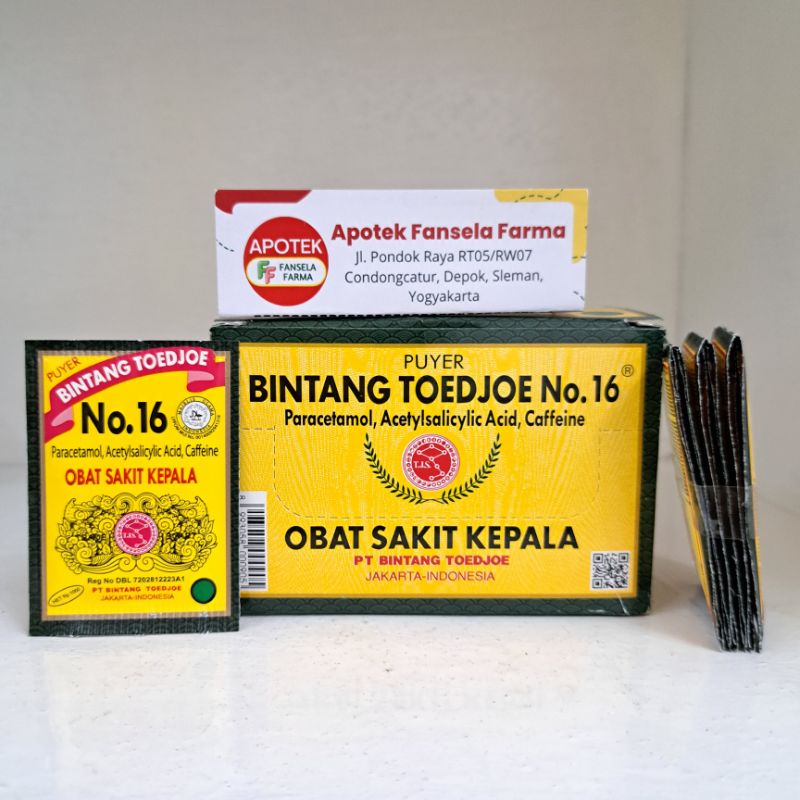 APOTEK
FANSELA
FARMA
Apotek Fansela Farma
Jl. Pondok Raya RT05/RW07
Condongcatur, Depok, Sleman,
Yogyakarta
PUYER
BINTANG TOEDJOE
No.16
Paracetamol, Acetylsalicylic Acid, Caffeine
OBAT SAKIT KEPALA
T.J.S.
Reg No DBL 7202812223A1
PT. BINTANG TOEDJOE
JAKARTA-INDONESIA
PUYER
BINTANG TOEDJOE No. 16®
Paracetamol, Acetylsalicylic Acid, Caffeine
T.J.S.
OBAT SAKIT KEPALA
PT BINTANG TOEDJOE
JAKARTA-INDONESIA